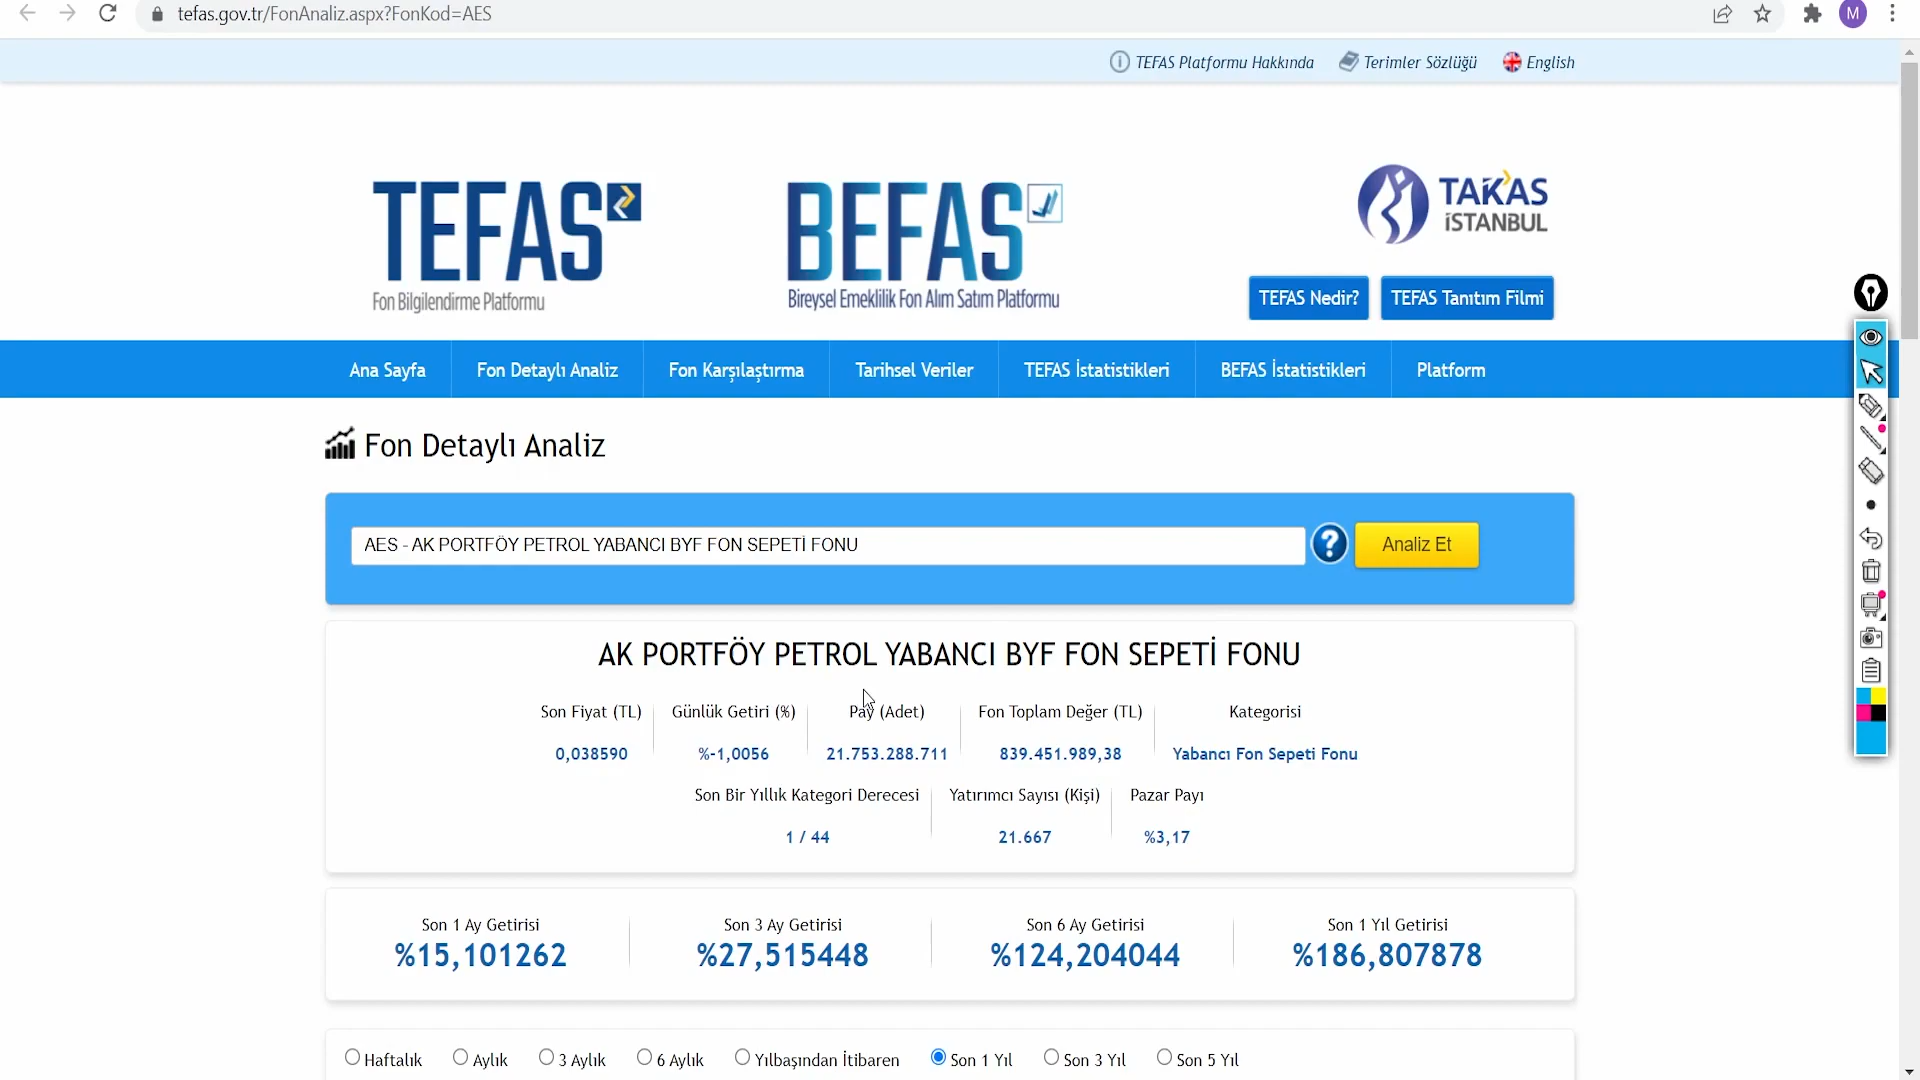 tefas.gov.tr/FonAnaliz.aspx?FonKod=AES
M
TEFAS Platformu Hakkında
Terimler Sözlüğü
English
TEFAS
Fon Bilgilendirme Platformu
BEFAS
Bireysel Emeklilik Fon Alım Satım Platformu
TAKAS
İSTANBUL
TEFAS Nedir?
TEFAS Tanıtım Filmi
Ana Sayfa
Fon Detaylı Analiz
Fon Karşılaştırma
Tarihsel Veriler
TEFAS İstatistikleri
BEFAS İstatistikleri
Platform
Fon Detaylı Analiz
AES - AK PORTFÖY PETROL YABANCI BYF FON SEPETİ FONU
?
Analiz Et
AK PORTFÖY PETROL YABANCI BYF FON SEPETİ FONU
Son Fiyat (TL)
0,038590
Günlük Getiri (%)
%-1,0056
Pay (Adet)
21.753.288.711
Fon Toplam Değer (TL)
839.451.989,38
Kategorisi
Yabancı Fon Sepeti Fonu
Son Bir Yıllık Kategori Derecesi
1 / 44
Yatırımcı Sayısı (Kişi)
21.667
Pazar Payı
%3,17
Son 1 Ay Getirisi
%15,101262
Son 3 Ay Getirisi
%27,515448
Son 6 Ay Getirisi
%124,204044
Son 1 Yıl Getirisi
%186,807878
Haftalık
Aylık
3 Aylık
6 Aylık
Yılbaşından İtibaren
Son 1 Yıl
Son 3 Yıl
Son 5 Yıl